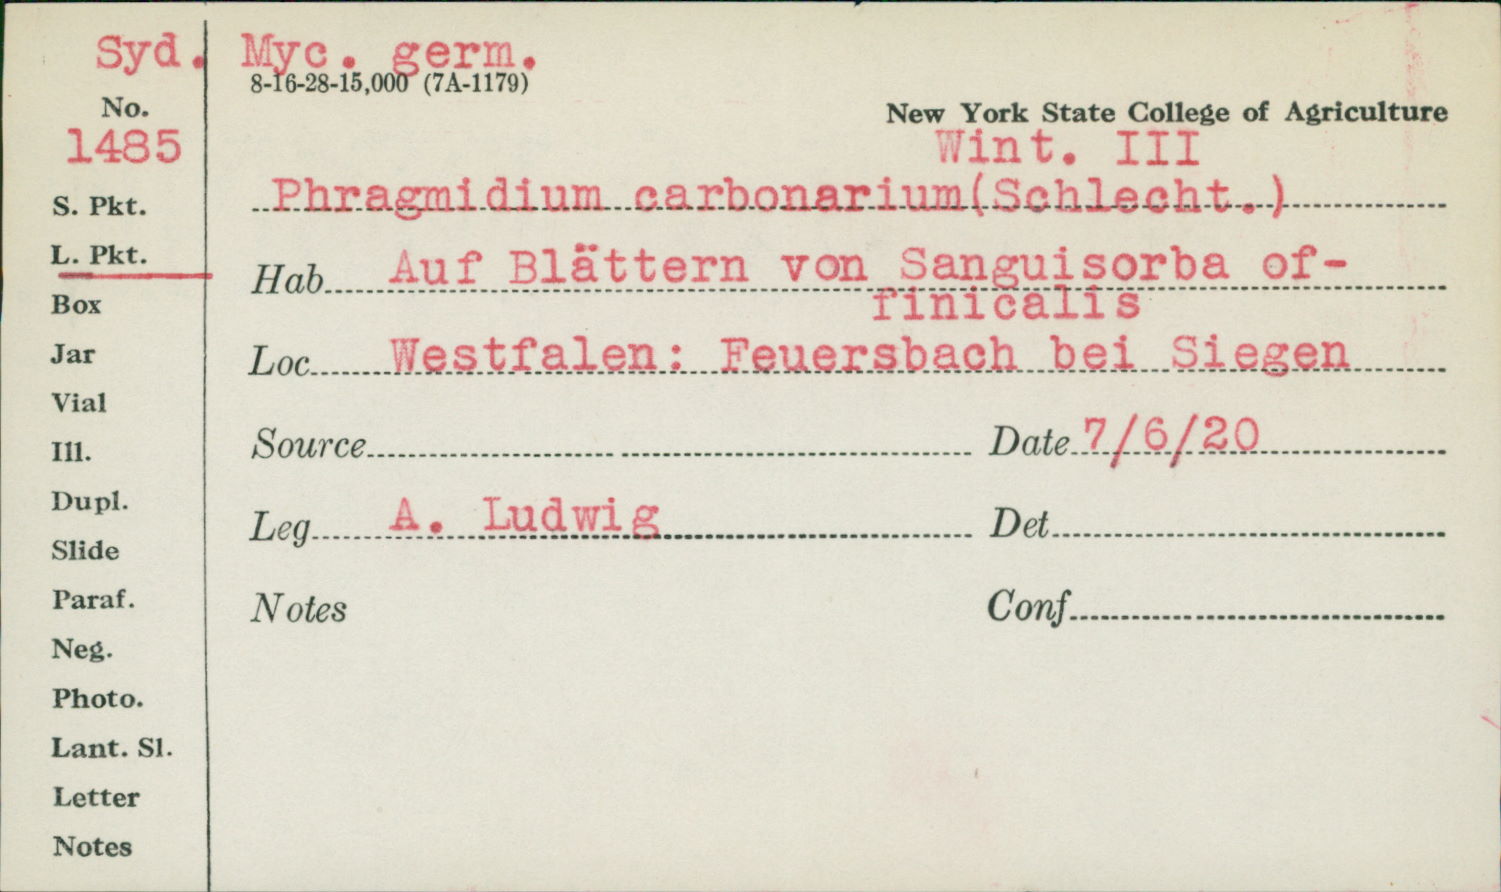 Syd. Myc. germ.
8-16-28-15,000 (7A-1179)
No.
New York State College of Agriculture
1485
Wint. III
Phragmidium carbonarium(Schlecht.)
S. Pkt.
L. Pkt.
Hab Auf Blättern von Sanguisorba of-
finicalis
Box
Jar
Loc Westfalen: Feuersbach bei Siegen
Vial
Ill.
Source Date 7/6/20
Dupl.
Leg A. Ludwig Det
Slide
Paraf.
Notes Conf
Neg.
Photo.
Lant. Sl.
Letter
Notes